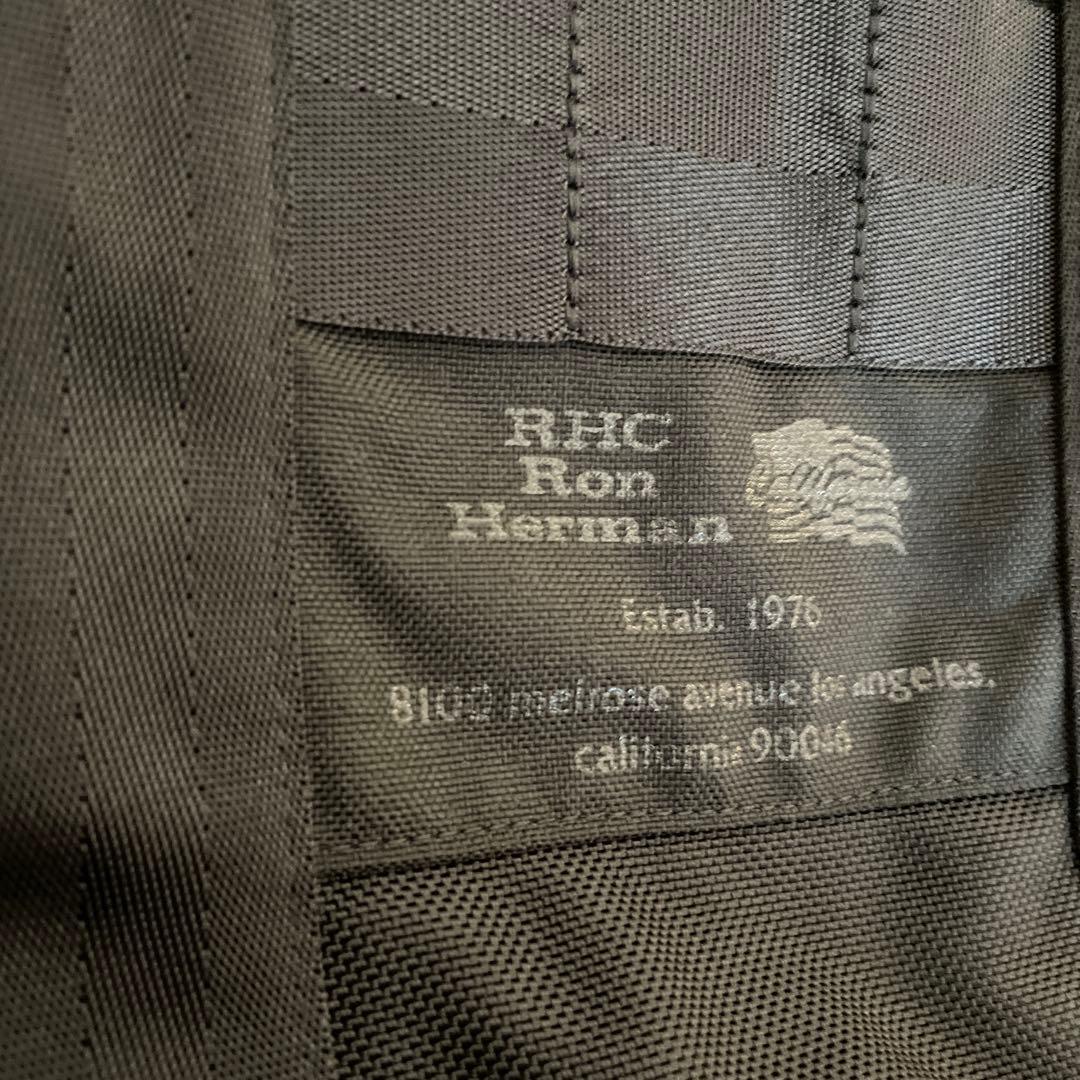 RHC
Ron
Herman
Estab. 1976
8100 melrose avenue los angeles.
california 90046